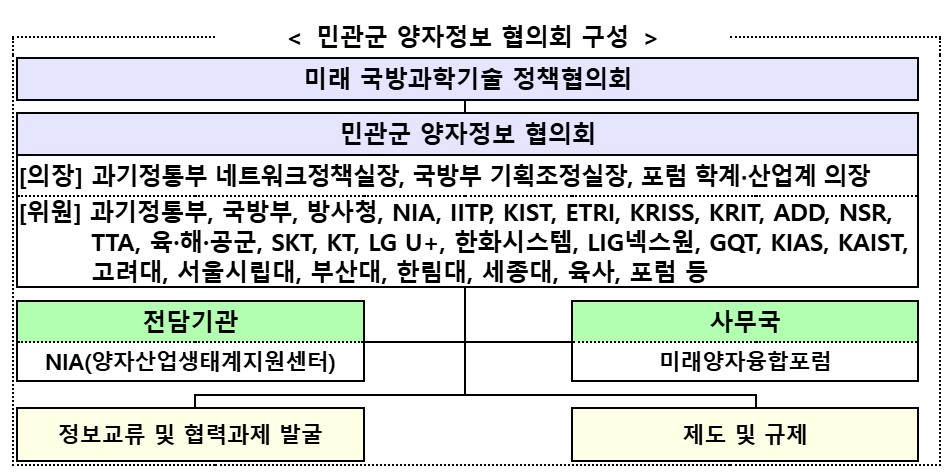 < 민관군 양자정보 협의회 구성 >
미래 국방과학기술 정책협의회
민관군 양자정보 협의회
[의장] 과기정통부 네트워크정책실장, 국방부 기획조정실장, 포럼 학계·산업계 의장
[위원] 과기정통부, 국방부, 방사청, NIA, IITP, KIST, ETRI, KRISS, KRIT, ADD, NSR,
TTA, 육·해·공군, SKT, KT, LG U+, 한화시스템, LIG넥스원, GQT, KIAS, KAIST,
고려대, 서울시립대, 부산대, 한림대, 세종대, 육사, 포럼 등
전담기관
사무국
NIA(양자산업생태계지원센터)
미래양자융합포럼
정보교류 및 협력과제 발굴
제도 및 규제